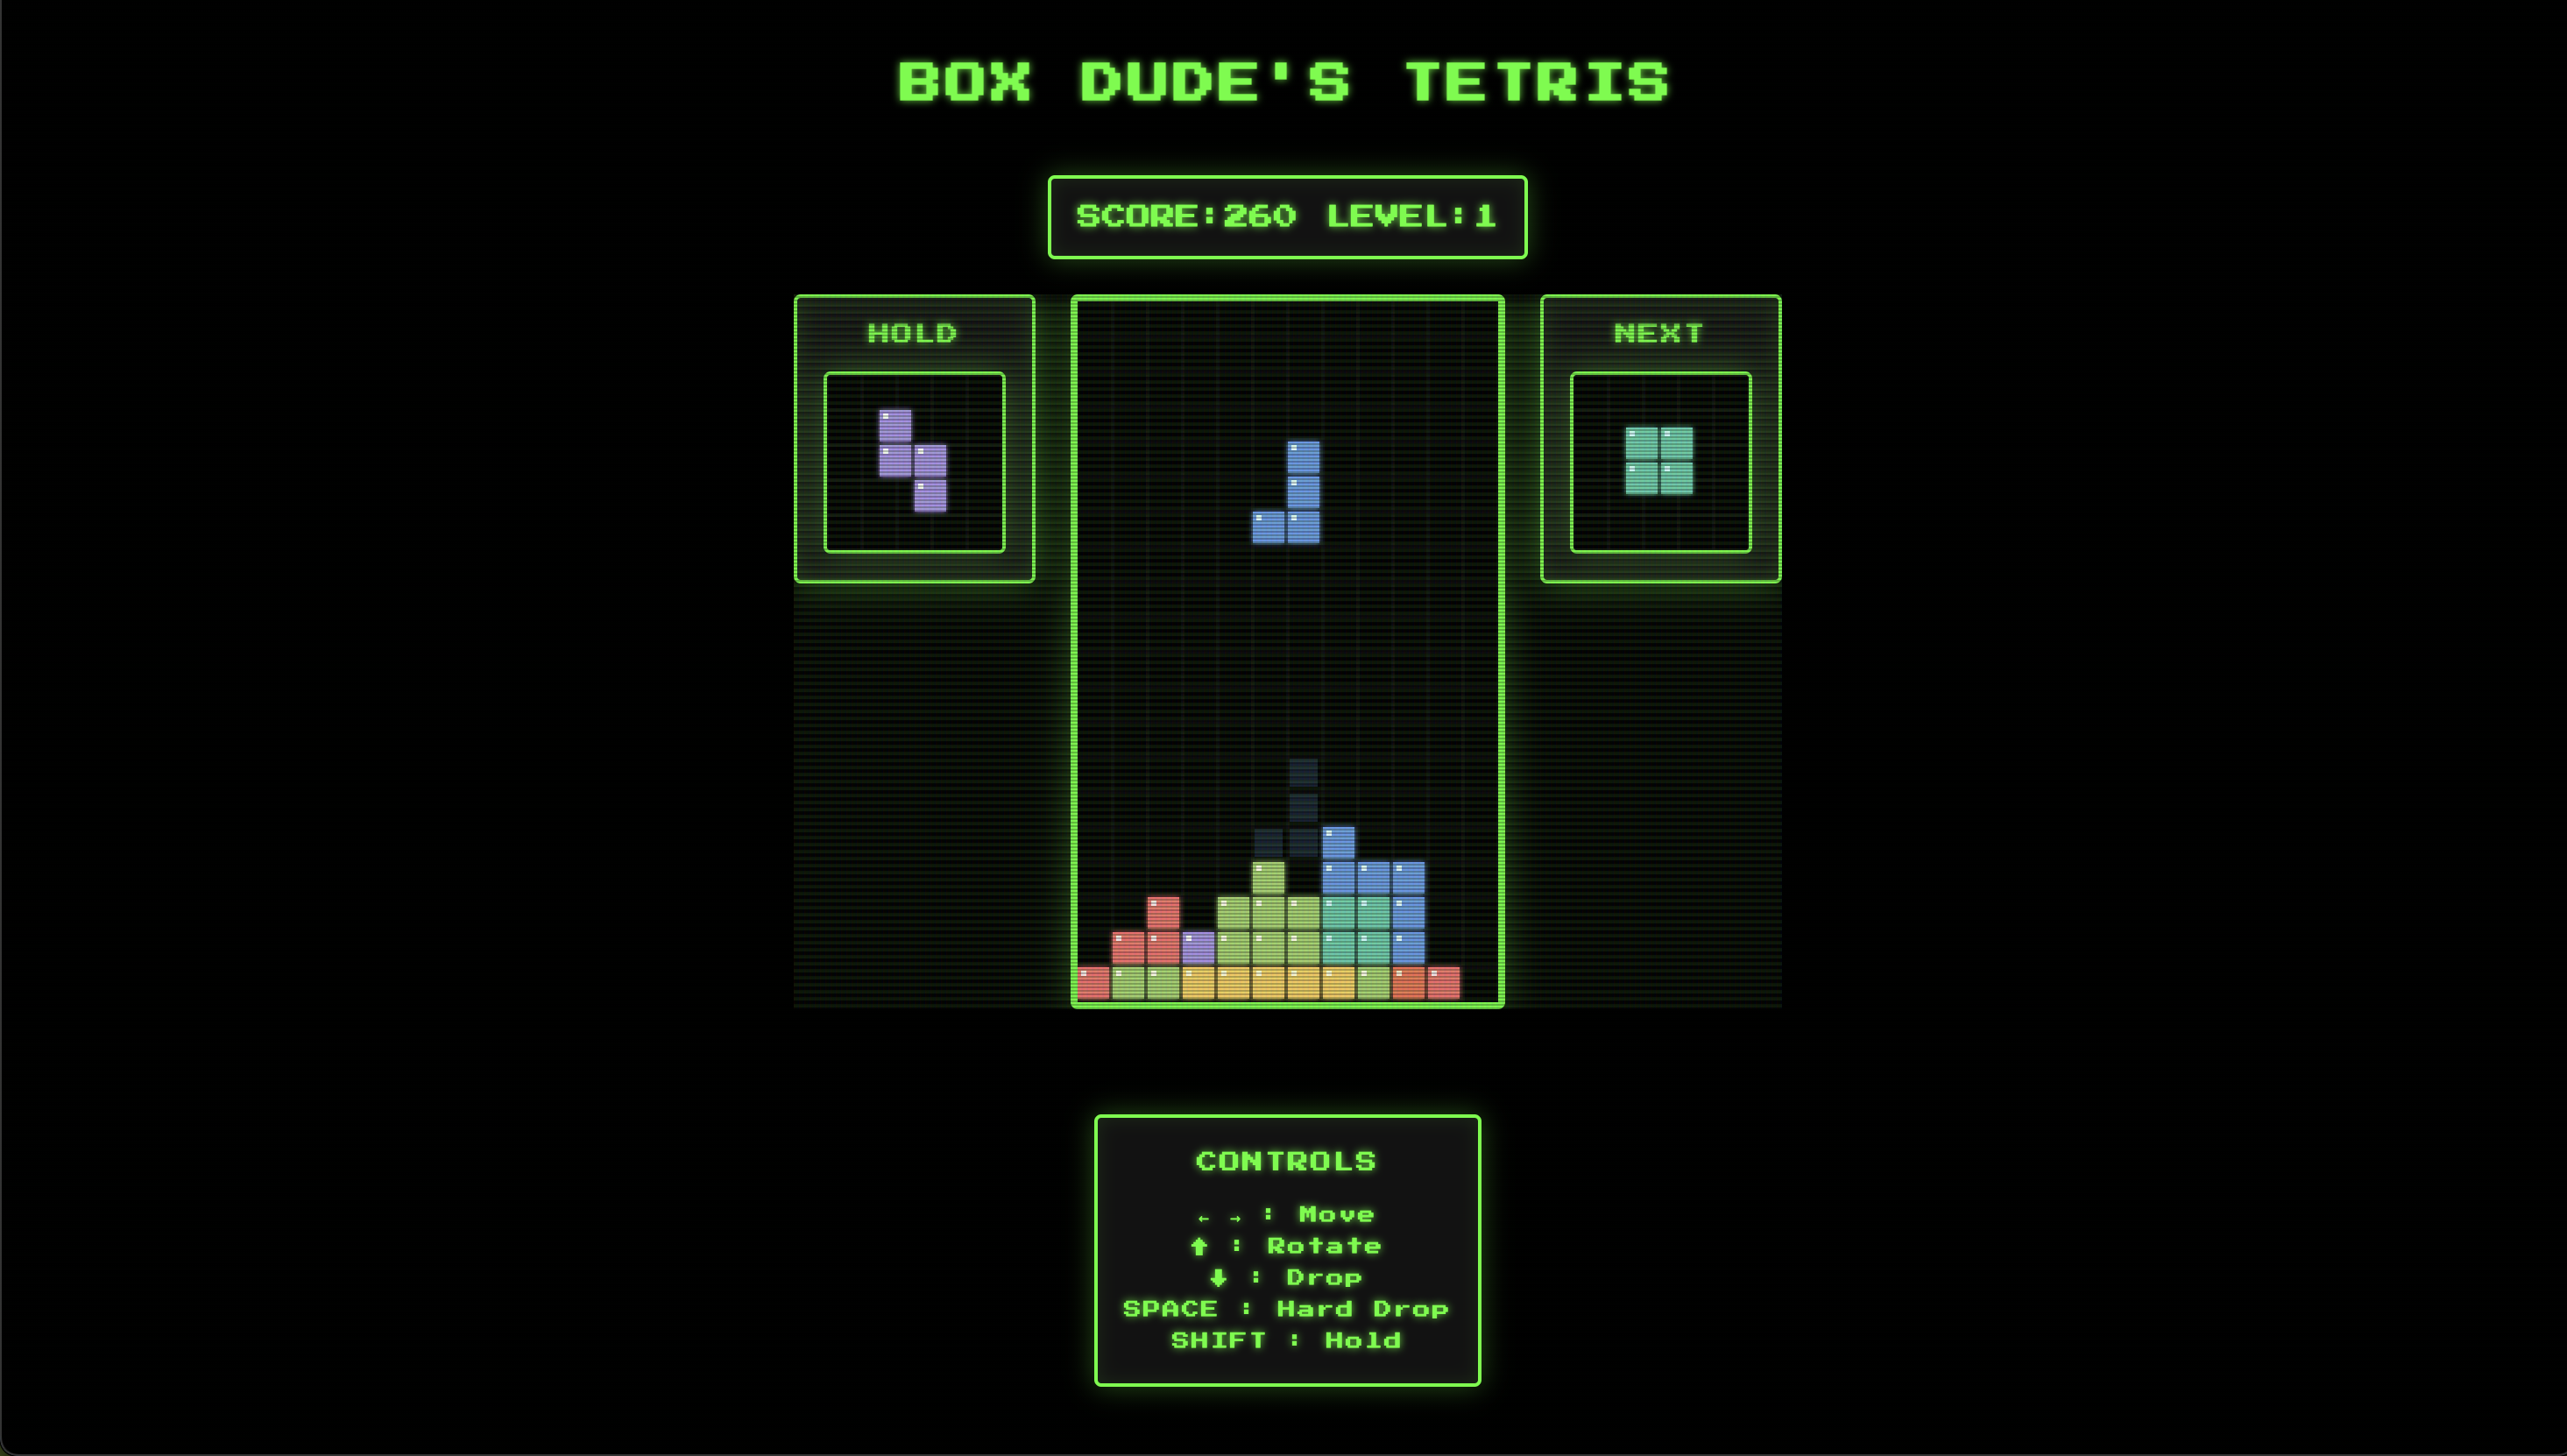 BOX DUDE'S TETRIS
SCORE:260 LEVEL:1
HOLD
NEXT
CONTROLS
← → : Move
⬆ : Rotate
⬇ : Drop
SPACE : Hard Drop
SHIFT : Hold